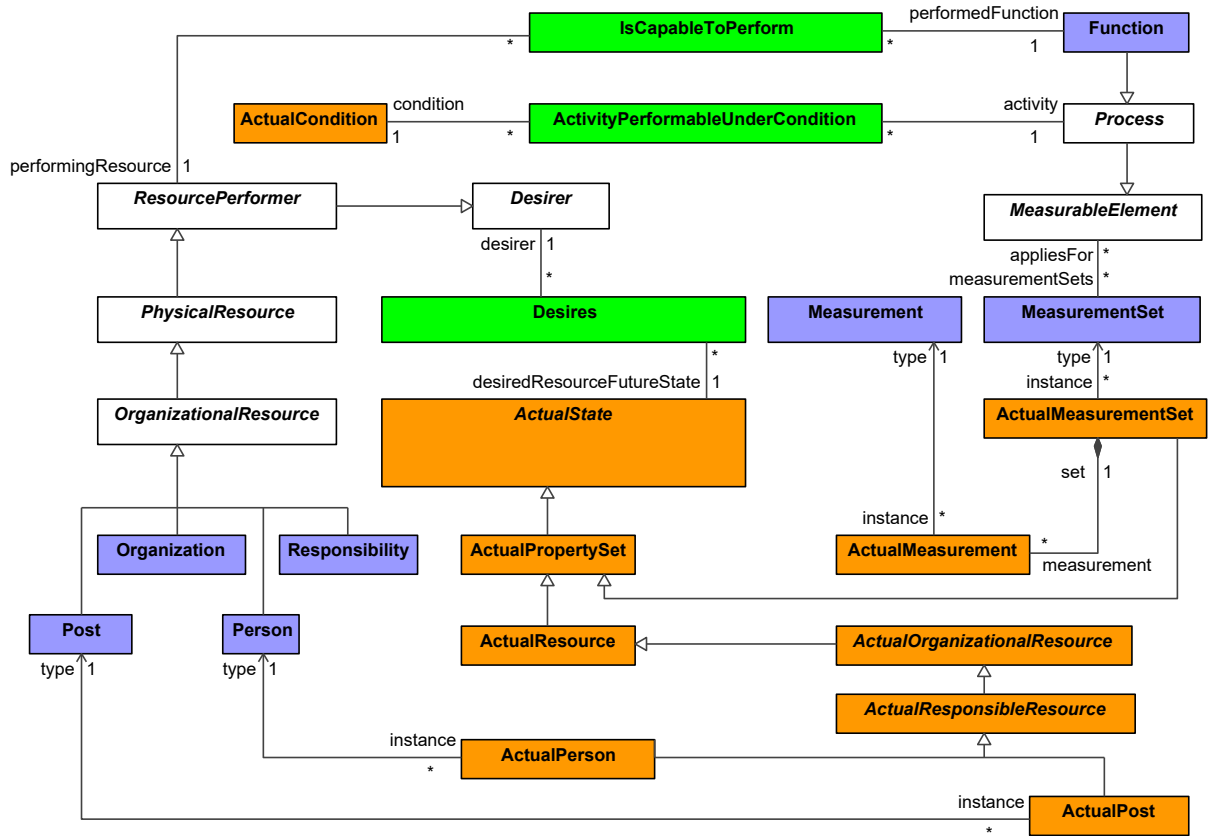 performedFunction
IsCapableToPerform
Function
*
*
1
condition
activity
ActualCondition
ActivityPerformableUnderCondition
Process
1
*
*
1
performingResource 1
ResourcePerformer
Desirer
MeasurableElement
desirer 1
appliesFor *
*
measurementSets *
PhysicalResource
Desires
Measurement
MeasurementSet
*
type 1
type 1
desiredResourceFutureState 1
instance *
OrganizationalResource
ActualState
ActualMeasurementSet
set 1
instance *
Organization
Responsibility
ActualPropertySet
ActualMeasurement
*
measurement
Post
Person
ActualResource
ActualOrganizationalResource
type 1
type 1
ActualResponsibleResource
instance
ActualPerson
*
instance
ActualPost
*